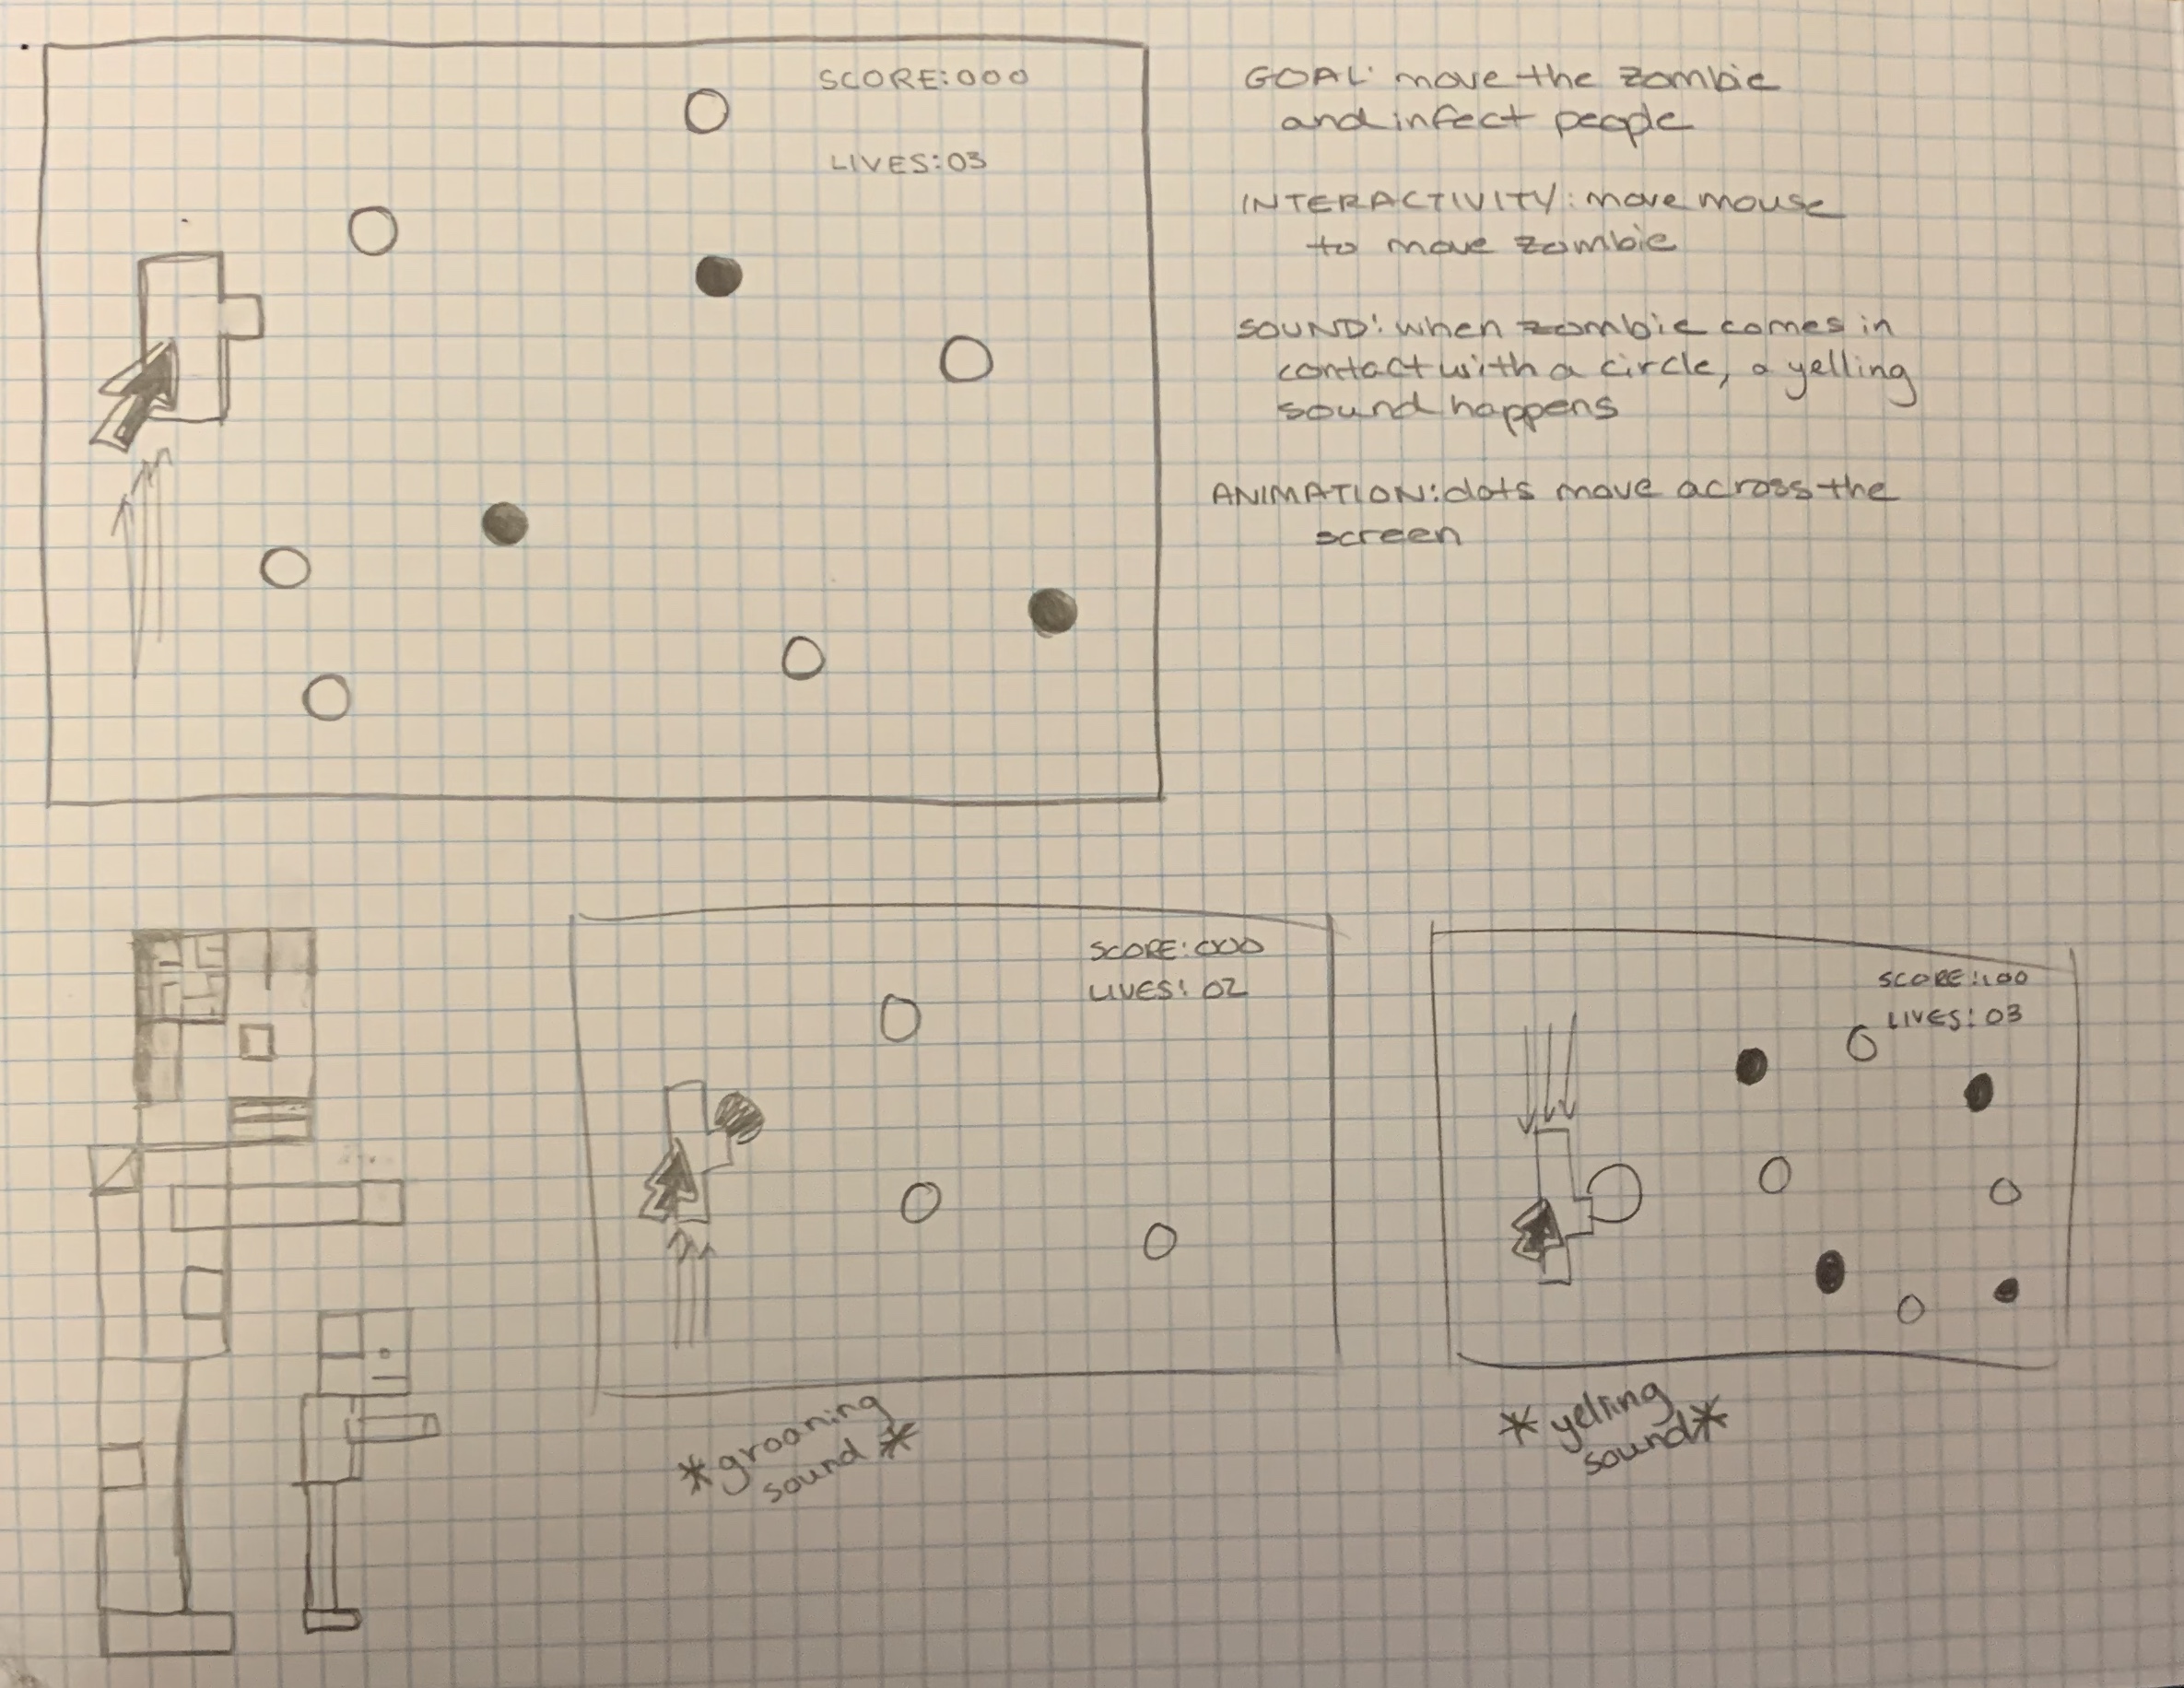 SCORE:000
LIVES:03
GOAL: move the zombie
and infect people
INTERACTIVITY: move mouse
to move zombie
SOUND: when zombie comes in
contact with a circle, a yelling
sound happens
ANIMATION: dots move across the
screen
SCORE:000
LIVES: 02
*groaning
sound*
SCORE:100
LIVES: 03
*yelling
sound*